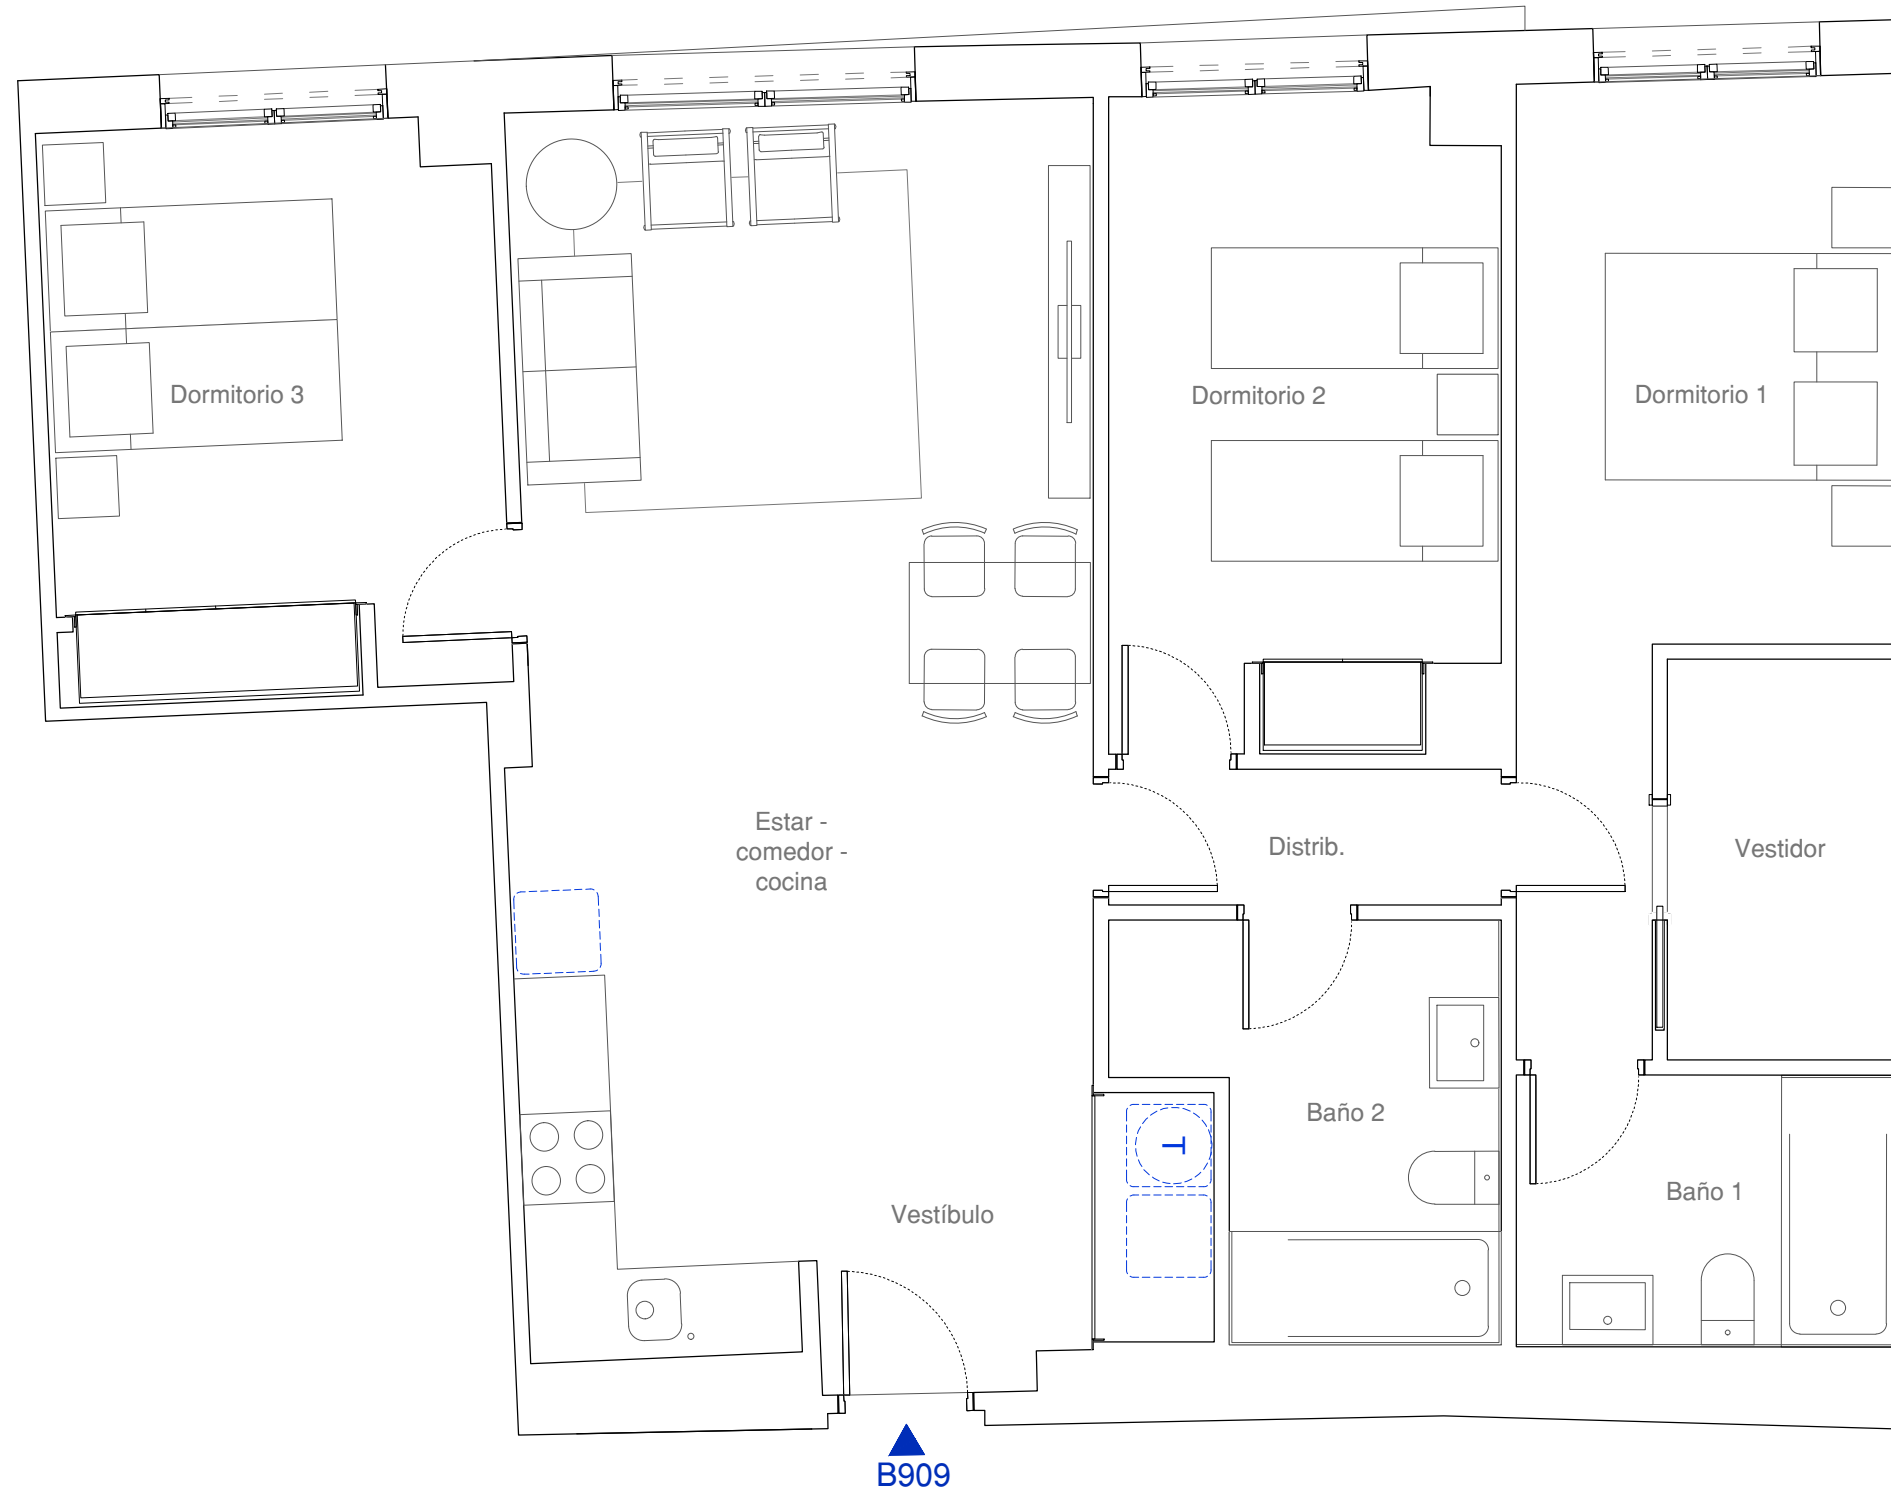 Dormitorio 3
Dormitorio 2
Dormitorio 1
Estar -
comedor -
cocina
Distrib.
Vestidor
Baño 2
T
Baño 1
Vestíbulo
B909